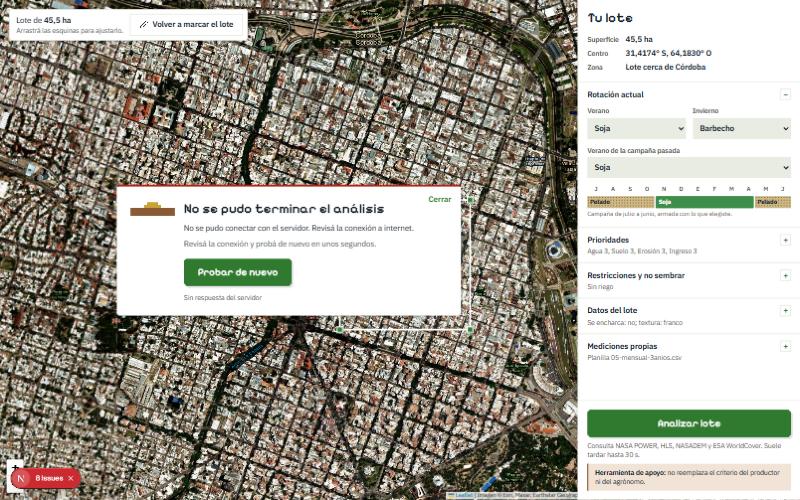 Lote de 45,5 ha
Arrastrá las esquinas para ajustarlo.
Volver a marcar el lote
Cerrar
No se pudo terminar el análisis
No se pudo conectar con el servidor. Revisá la conexión a internet.
Revisá la conexión y probá de nuevo en unos segundos.
Probar de nuevo
Sin respuesta del servidor
N 8 Issues ×
+
Tu lote
Superficie 45,5 ha
Centro 31,4174° S, 64,1830° O
Zona Lote cerca de Córdoba
Rotación actual −
Verano Invierno
Soja Barbecho
Verano de la campaña pasada
Soja
J A S O N D E F M A M J
Pelado Soja Pelado
Campaña de julio a junio, armada con lo que elegiste.
Prioridades +
Agua 3, Suelo 3, Erosión 3, Ingreso 3
Restricciones y no sembrar +
Sin riego
Datos del lote +
Se encharca: no; textura: franco
Mediciones propias +
Planilla 05-mensual-3anios.csv
Analizar lote
Consulta NASA POWER, HLS, NASADEM y ESA WorldCover. Suele
tardar hasta 30 s.
Herramienta de apoyo: no reemplaza el criterio del productor
ni del agrónomo.
Leaflet | Imagen © Esri, Maxar, Earthstar Geograp